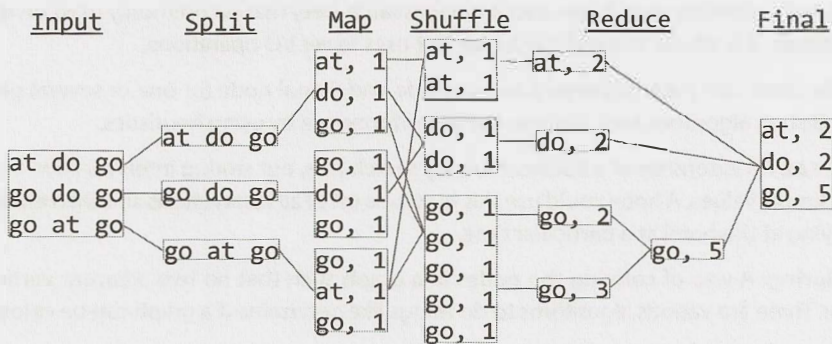 Input
at do go
go do go
go at go
Split
at do go
go do go
go at go
Map
at, 1
do, 1
go, 1
go, 1
do, 1
go, 1
go, 1
at, 1
go, 1
Shuffle
at, 1
at, 1
do, 1
do, 1
go, 1
go, 1
go, 1
go, 1
go, 1
Reduce
at, 2
do, 2
go, 2
go, 3
go, 5
Final
at, 2
do,
go, 5